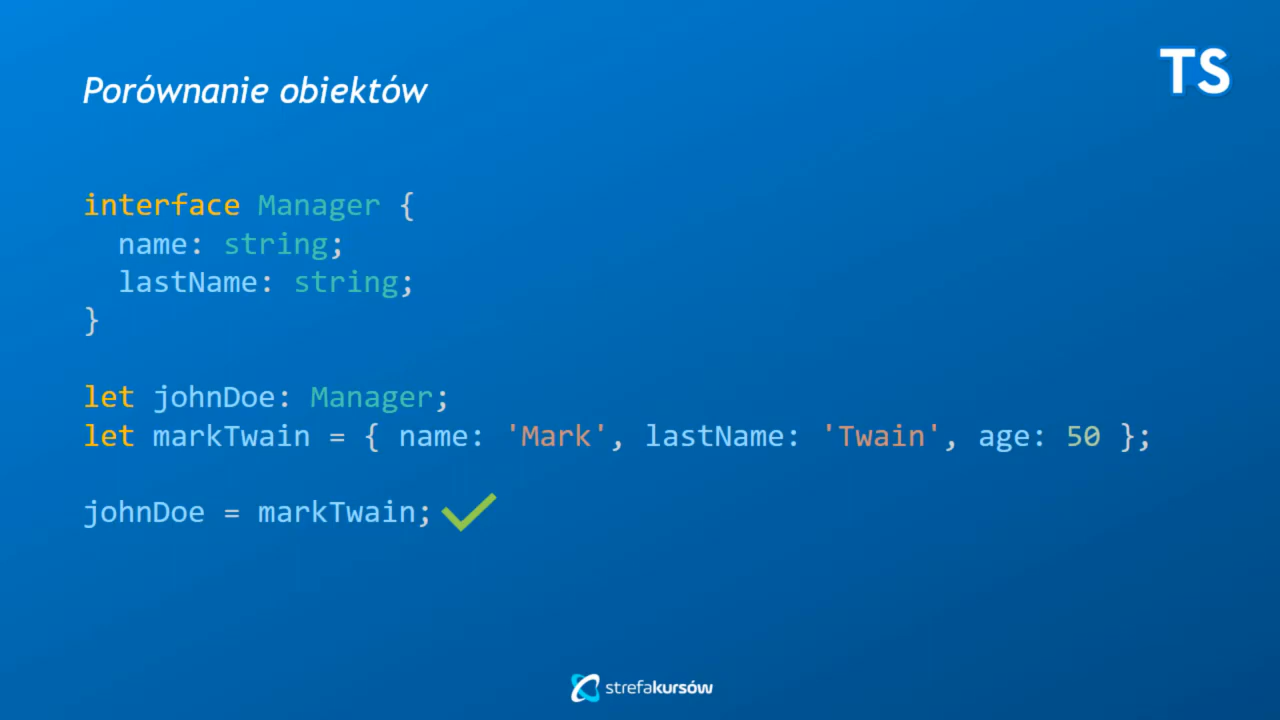 Porównanie obiektów
TS
interface Manager {
  name: string;
  lastName: string;
}
let johnDoe: Manager;
let markTwain = { name: 'Mark', lastName: 'Twain', age: 50 };
johnDoe = markTwain;
strefakursów